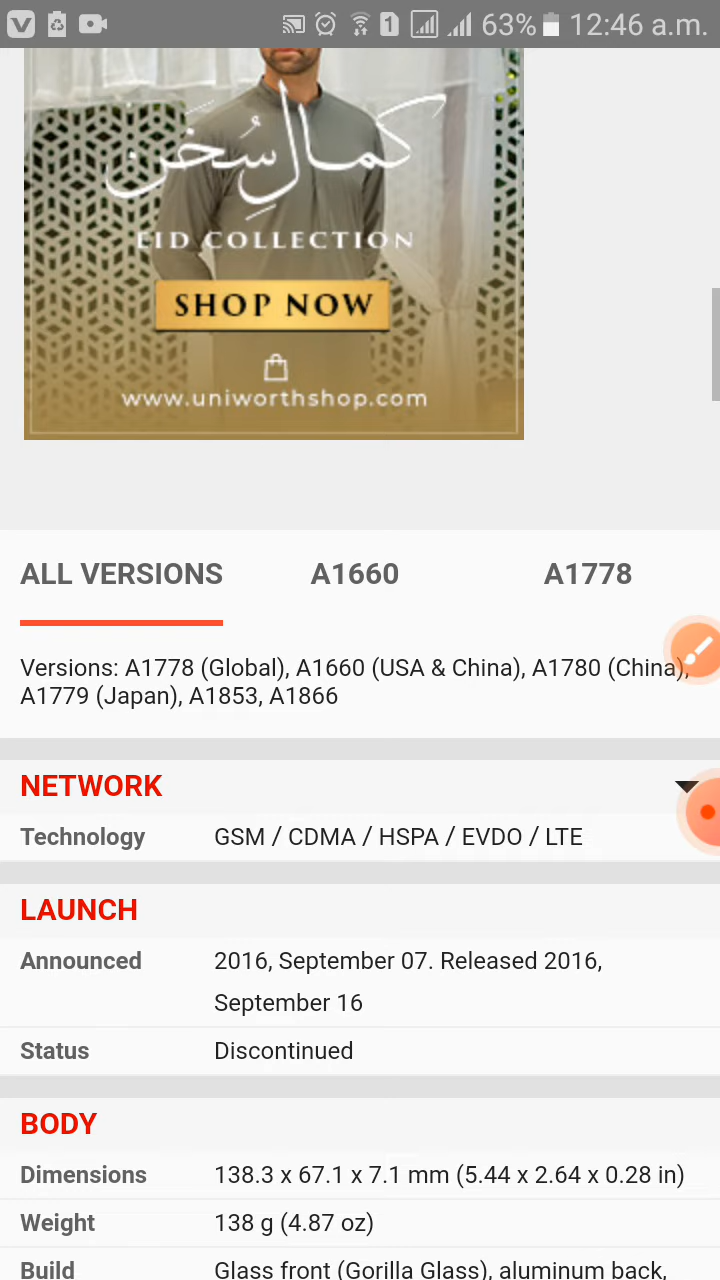 63% 12:46 a.m.
1
کمالِ سُخن
EID COLLECTION
SHOP NOW
www.uniworthshop.com
ALL VERSIONS A1660 A1778
Versions: A1778 (Global), A1660 (USA & China), A1780 (China),
A1779 (Japan), A1853, A1866
NETWORK
Technology GSM / CDMA / HSPA / EVDO / LTE
LAUNCH
Announced 2016, September 07. Released 2016,
September 16
Status Discontinued
BODY
Dimensions 138.3 x 67.1 x 7.1 mm (5.44 x 2.64 x 0.28 in)
Weight 138 g (4.87 oz)
Build Glass front (Gorilla Glass), aluminum back,